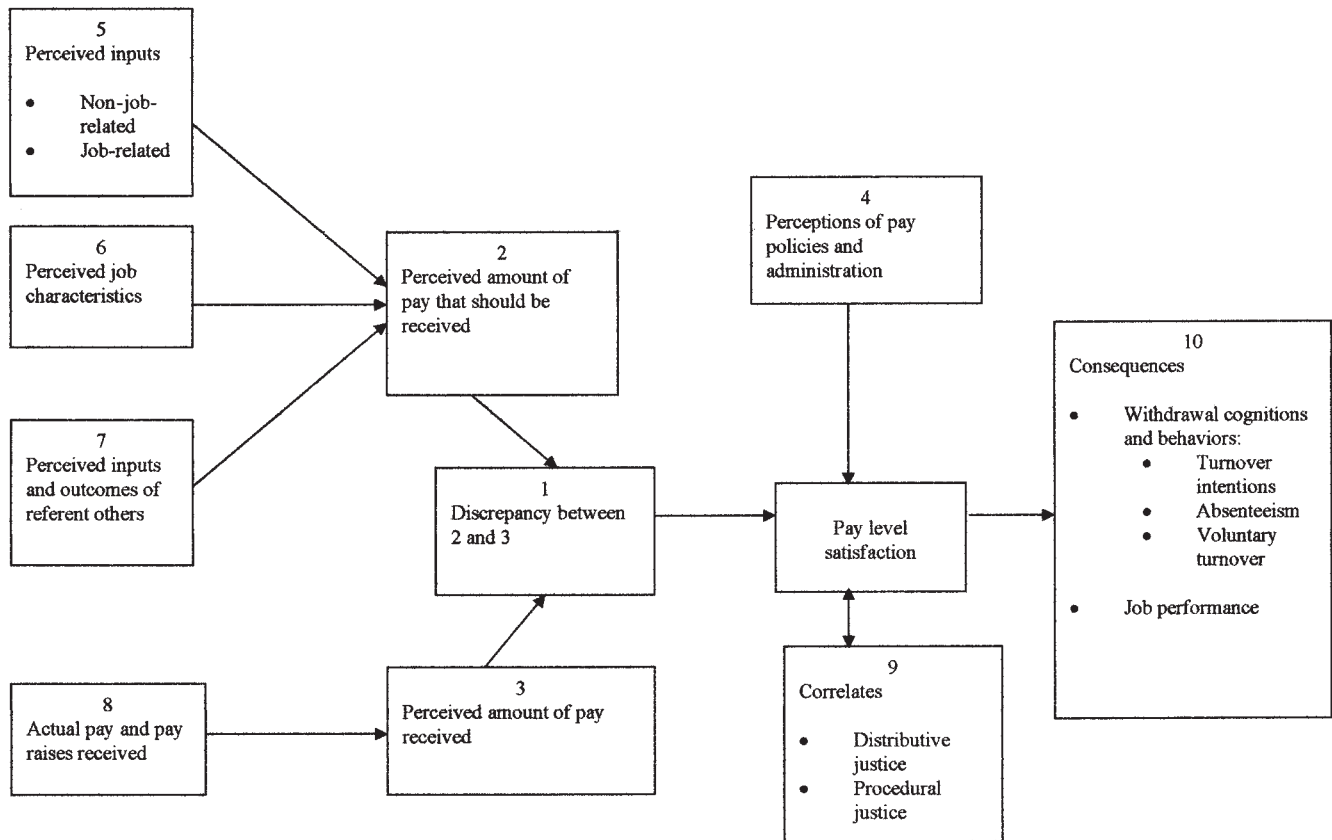 5
Perceived inputs
• Non-job-
related
• Job-related
6
Perceived job
characteristics
7
Perceived inputs
and outcomes of
referent others
8
Actual pay and pay
raises received
2
Perceived amount of
pay that should be
received
1
Discrepancy between
2 and 3
3
Perceived amount of pay
received
4
Perceptions of pay
policies and
administration
Pay level
satisfaction
9
Correlates
• Distributive
justice
• Procedural
justice
10
Consequences
• Withdrawal cognitions
and behaviors:
• Turnover
intentions
• Absenteeism
• Voluntary
turnover
• Job performance